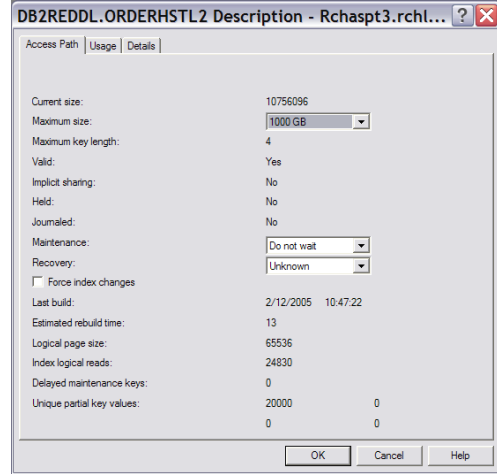 DB2REDDL.ORDERHSTL2 Description - Rchaspt3.rchl... ? X
Access Path Usage Details
Current size: 10756096
Maximum size: 1000 GB
Maximum key length: 4
Valid: Yes
Implicit sharing: No
Held: No
Journaled: No
Maintenance: Do not wait
Recovery: Unknown
Force index changes
Last build: 2/12/2005 10:47:22
Estimated rebuild time: 13
Logical page size: 65536
Index logical reads: 24830
Delayed maintenance keys: 0
Unique partial key values: 20000 0
0 0
OK Cancel Help